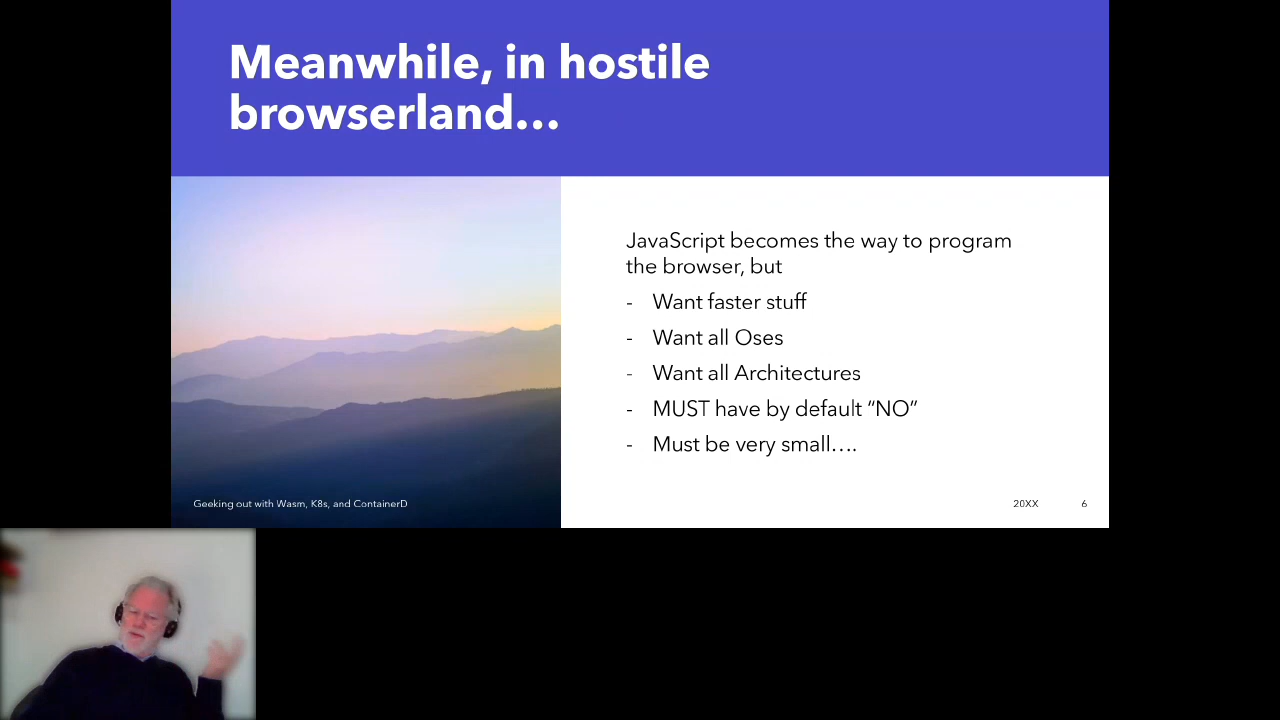 Meanwhile, in hostile
browserland...
JavaScript becomes the way to program
the browser, but
- Want faster stuff
- Want all Oses
- Want all Architectures
- MUST have by default “NO”
- Must be very small….
Geeking out with Wasm, K8s, and ContainerD
20XX
6